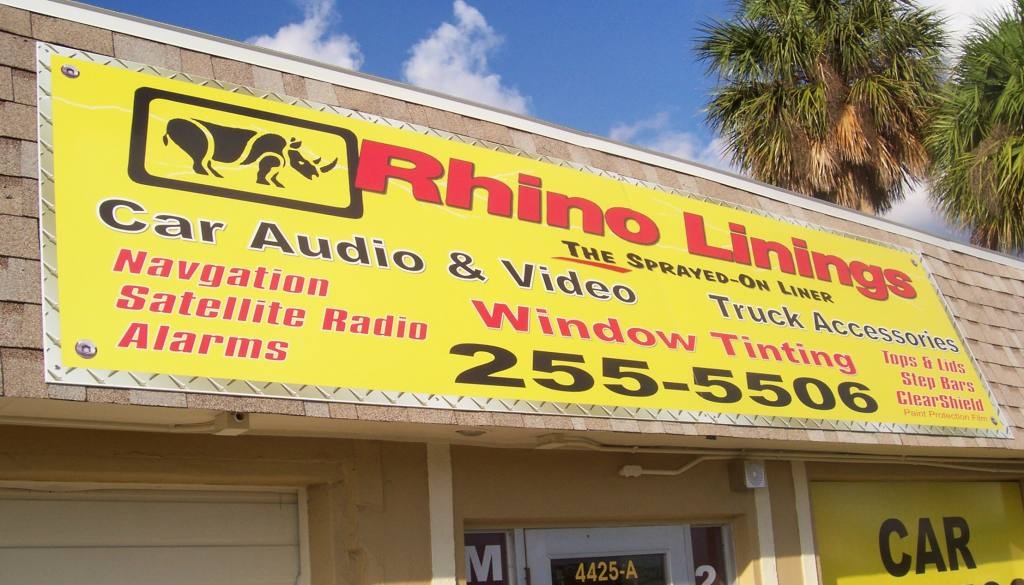 Rhino Linings
THE SPRAYED-ON LINER
Car Audio & Video
Navgation
Satellite Radio
Alarms
Window Tinting
255-5506
Truck Accessories
Tops & Lids
Step Bars
ClearShield
Paint Protection Film
M
4425-A
2
CAR